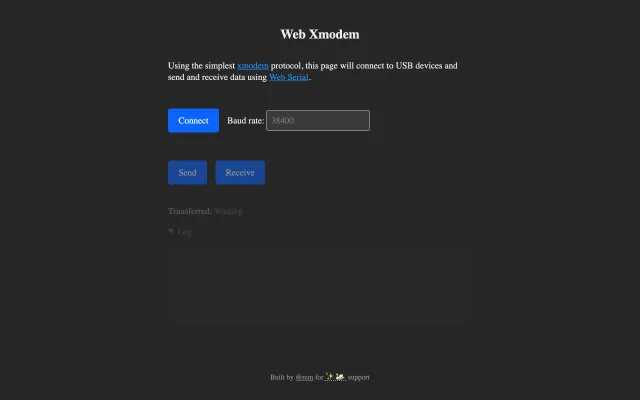 Web Xmodem
Using the simplest xmodem protocol, this page will connect to USB devices and
send and receive data using Web Serial.
Connect Baud rate: 38400
Send Receive
Transferred: Waiting
▼ Log
Built by @rem for ✨🐀 support